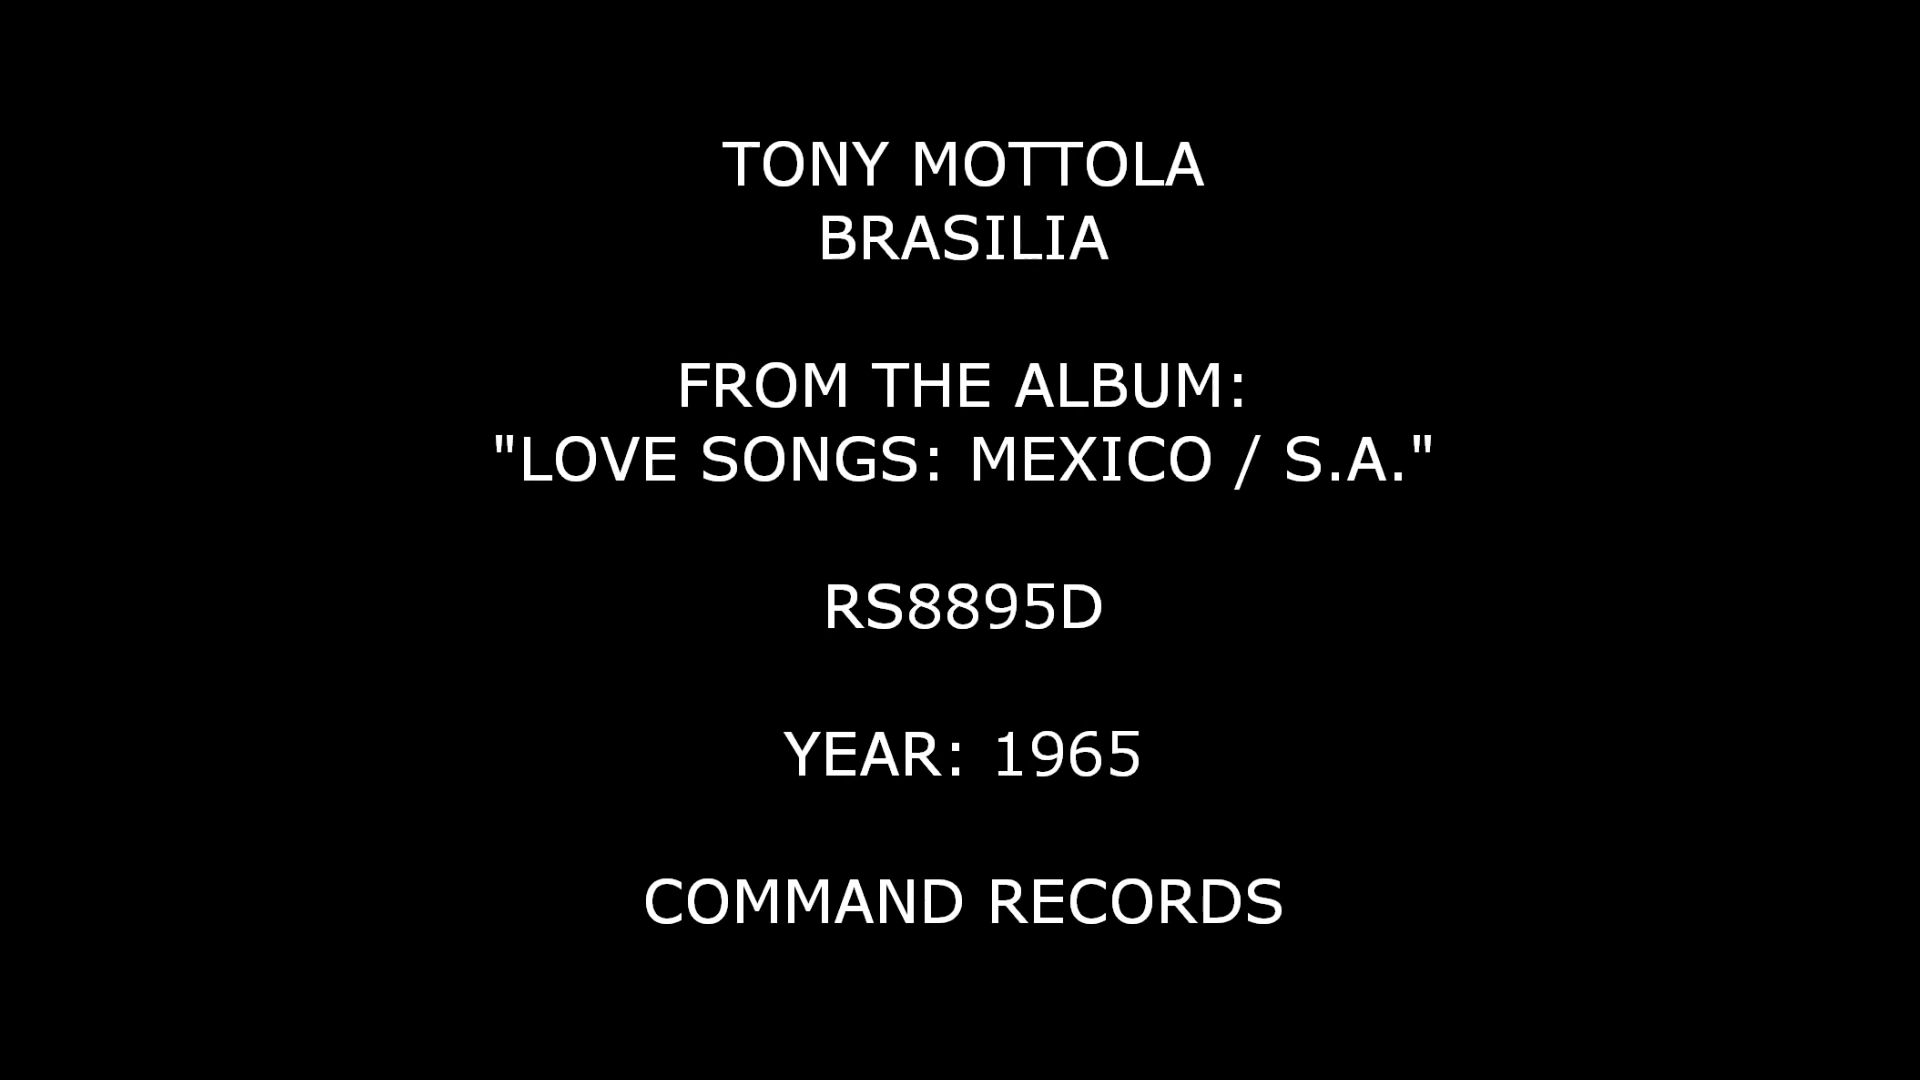 TONY MOTTOLA
BRASILIA
FROM THE ALBUM:
"LOVE SONGS: MEXICO / S.A."
RS8895D
YEAR: 1965
COMMAND RECORDS